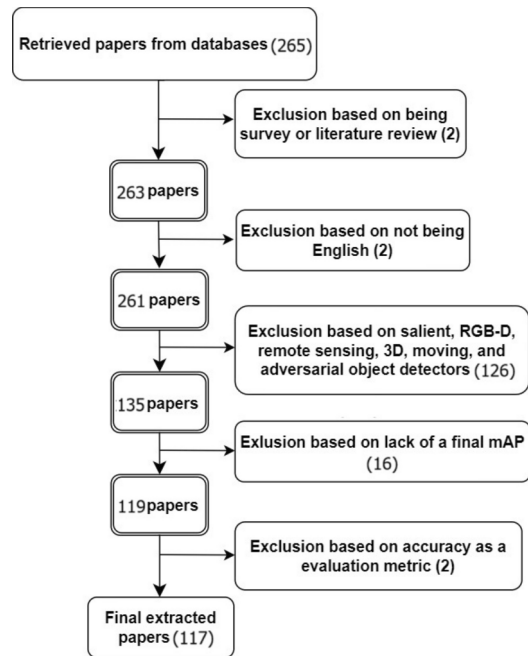 Retrieved papers from databases (265)
Exclusion based on being
survey or literature review (2)
263 papers
Exclusion based on not being
English (2)
261 papers
Exclusion based on salient, RGB-D,
remote sensing, 3D, moving, and
adversarial object detectors (126)
135 papers
Exlusion based on lack of a final mAP
(16)
119 papers
Exclusion based on accuracy as a
evaluation metric (2)
Final extracted
papers (117)